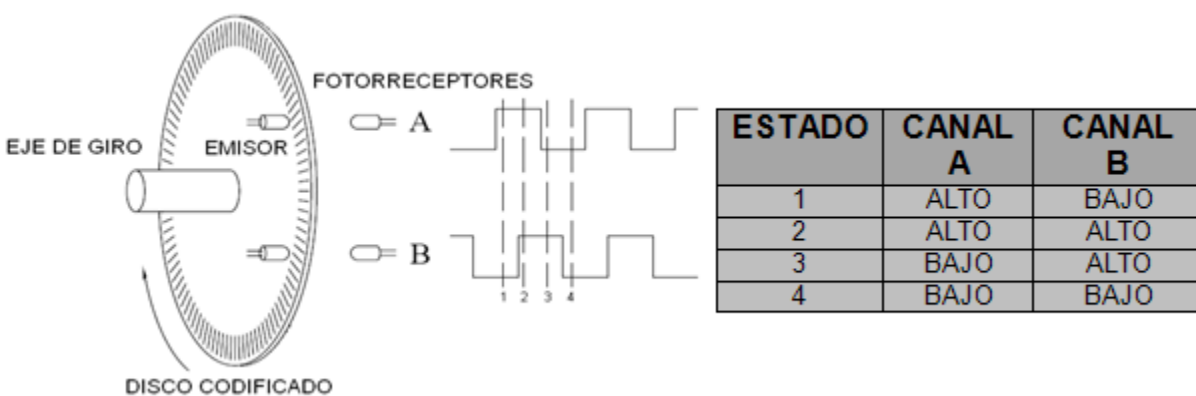 FOTORRECEPTORES
A
EJE DE GIRO
EMISOR
B
1 2 3 4
DISCO CODIFICADO
ESTADO CANAL A CANAL B
1 ALTO BAJO
2 ALTO ALTO
3 BAJO ALTO
4 BAJO BAJO